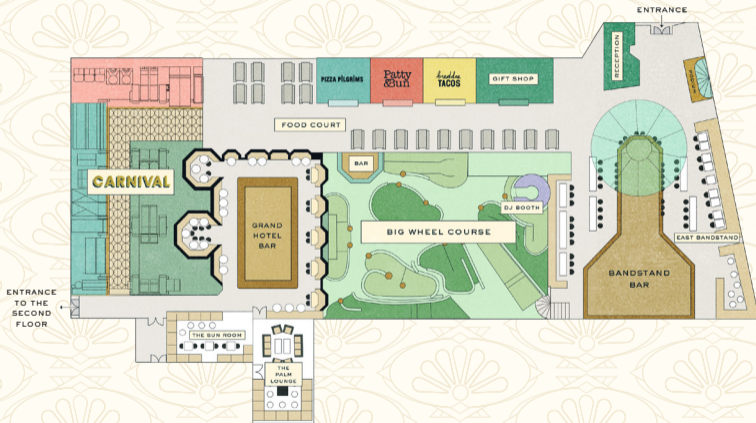 ENTRANCE
RECEPTION
PIZZA PILGRIMS
Patty
&Bun
breddos
TACOS
GIFT SHOP
FOOD COURT
BAR
CARNIVAL
DJ BOOTH
GRAND
HOTEL
BAR
BIG WHEEL COURSE
EAST BANDSTAND
BANDSTAND
BAR
ENTRANCE
TO THE
SECOND
FLOOR
THE SUN ROOM
THE
PALM
LOUNGE